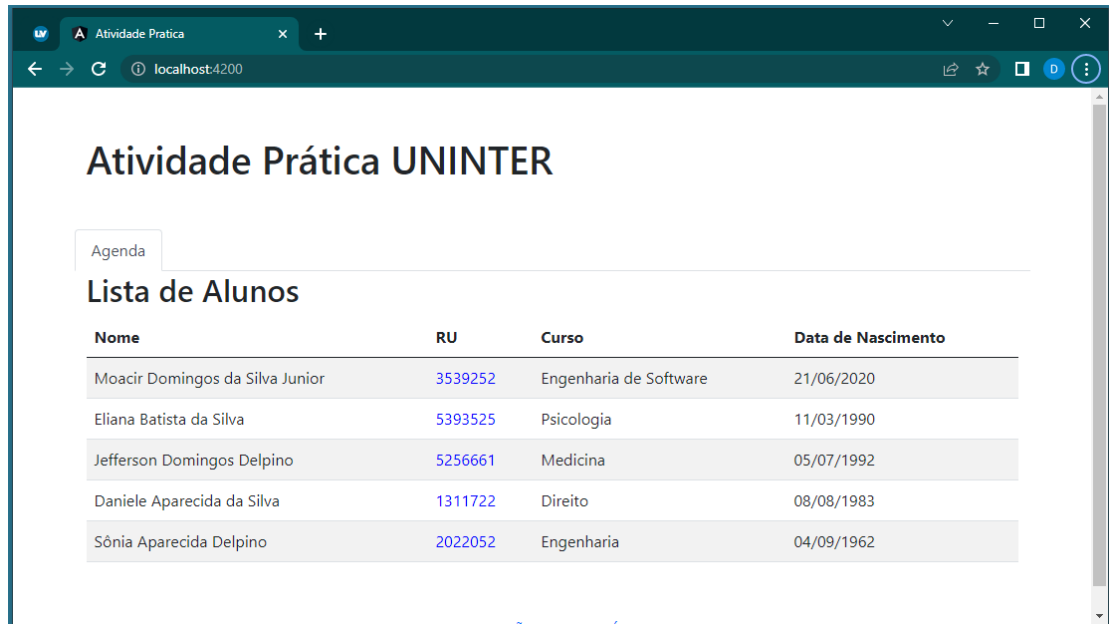 LV Atividade Pratica
localhost:4200
D
Atividade Prática UNINTER
Agenda
Lista de Alunos
Nome RU Curso Data de Nascimento
Moacir Domingos da Silva Junior 3539252 Engenharia de Software 21/06/2020
Eliana Batista da Silva 5393525 Psicologia 11/03/1990
Jefferson Domingos Delpino 5256661 Medicina 05/07/1992
Daniele Aparecida da Silva 1311722 Direito 08/08/1983
Sônia Aparecida Delpino 2022052 Engenharia 04/09/1962